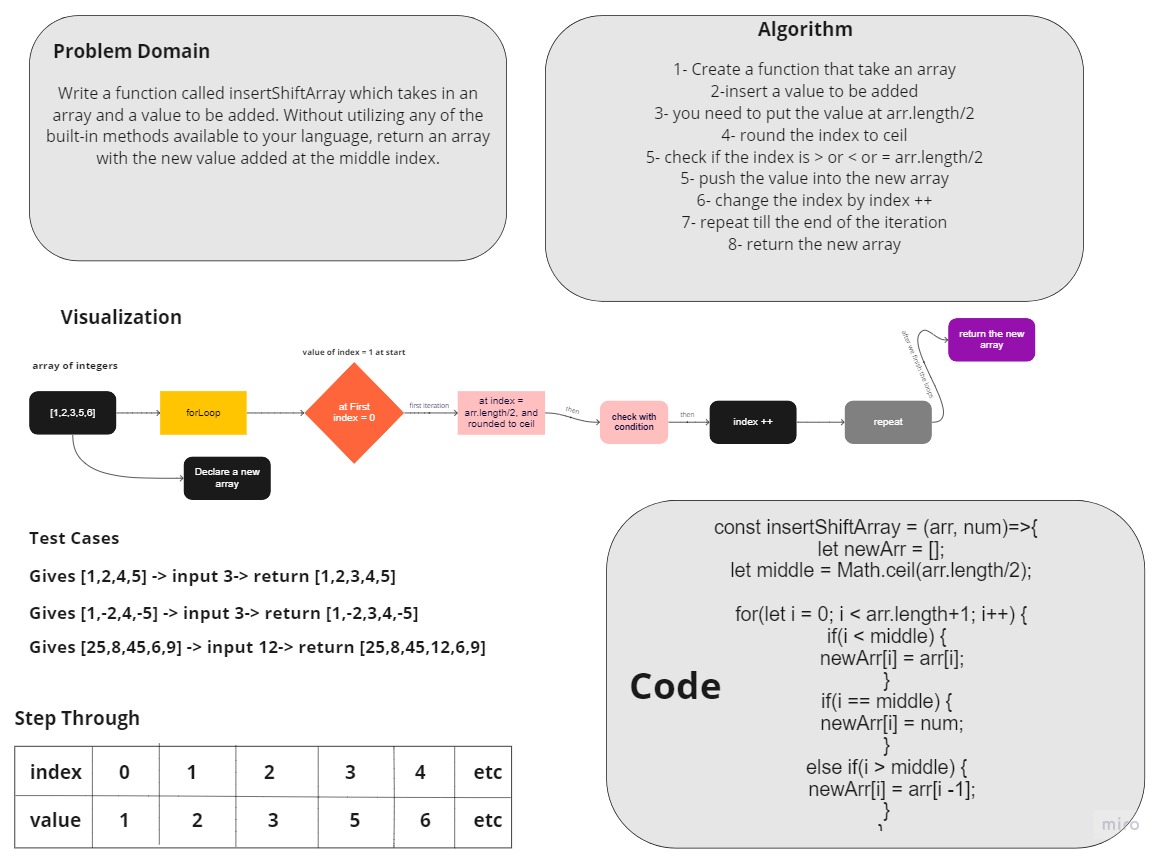 Problem Domain
Write a function called insertShiftArray which takes in an
array and a value to be added. Without utilizing any of the
built-in methods available to your language, return an array
with the new value added at the middle index.
Algorithm
1- Create a function that take an array
2-insert a value to be added
3- you need to put the value at arr.length/2
4- round the index to ceil
5- check if the index is > or < or = arr.length/2
5- push the value into the new array
6- change the index by index ++
7- repeat till the end of the iteration
8- return the new array
Visualization
array of integers
[1,2,3,5,6]
forLoop
value of index = 1 at start
at First
index = 0
first iteration
at index =
arr.length/2, and
rounded to ceil
then
check with
condition
then
index ++
repeat
after we finish the loops
return the new
array
Declare a new
array
Test Cases
Gives [1,2,4,5] -> input 3-> return [1,2,3,4,5]
Gives [1,-2,4,-5] -> input 3-> return [1,-2,3,4,-5]
Gives [25,8,45,6,9] -> input 12-> return [25,8,45,12,6,9]
Step Through
index 0 1 2 3 4 etc
value 1 2 3 5 6 etc
Code
const insertShiftArray = (arr, num)=>{
let newArr = [];
let middle = Math.ceil(arr.length/2);
for(let i = 0; i < arr.length+1; i++) {
if(i < middle) {
newArr[i] = arr[i];
}
if(i == middle) {
newArr[i] = num;
}
else if(i > middle) {
newArr[i] = arr[i -1];
}
miro